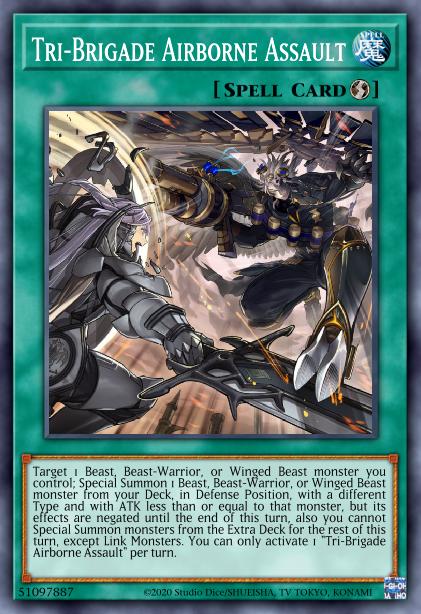 Tri-Brigade Airborne Assault
SPELL
魔
[Spell Card]
Target 1 Beast, Beast-Warrior, or Winged Beast monster you
control; Special Summon 1 Beast, Beast-Warrior, or Winged Beast
monster from your Deck, in Defense Position, with a different
Type and with ATK less than or equal to that monster, but its
effects are negated until the end of this turn, also you cannot
Special Summon monsters from the Extra Deck for the rest of this
turn, except Link Monsters. You can only activate 1 "Tri-Brigade
Airborne Assault" per turn.
51097887
©2020 Studio Dice/SHUEISHA, TV TOKYO, KONAMI